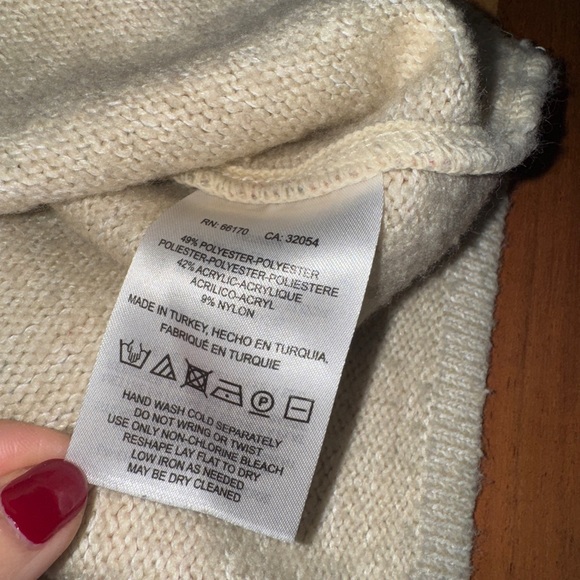 RN: 66170 CA: 32054
49% POLYESTER-POLYESTER
POLIESTER-POLYESTER-POLIESTERE
42% ACRYLIC-ACRYLIQUE
ACRILICO-ACRYL
9% NYLON
MADE IN TURKEY, HECHO EN TURQUIA,
FABRIQUÉ EN TURQUIE
HAND WASH COLD SEPARATELY
DO NOT WRING OR TWIST
USE ONLY NON-CHLORINE BLEACH
RESHAPE LAY FLAT TO DRY
LOW IRON AS NEEDED
MAY BE DRY CLEANED